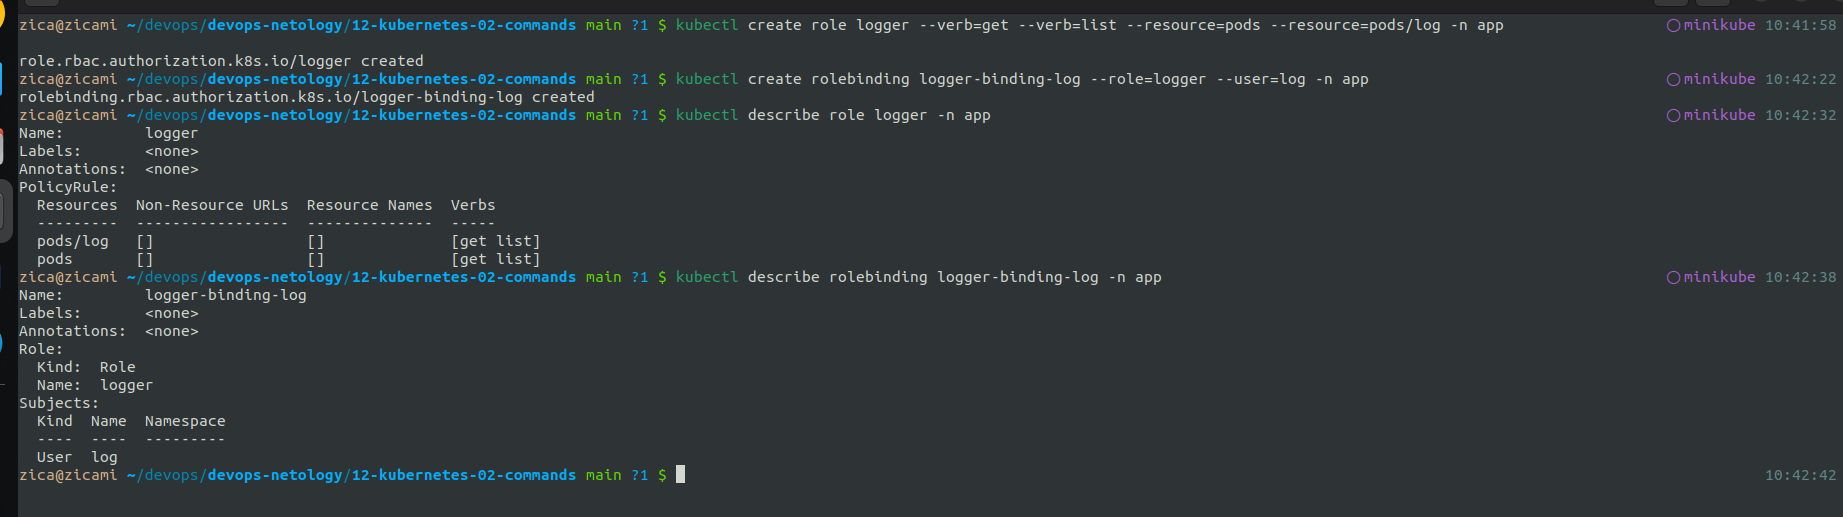 zica@zicami ~/devops/devops-netology/12-kubernetes-02-commands main ?1 $ kubectl create role logger --verb=get --verb=list --resource=pods --resource=pods/log -n app minikube 10:41:58
role.rbac.authorization.k8s.io/logger created
zica@zicami ~/devops/devops-netology/12-kubernetes-02-commands main ?1 $ kubectl create rolebinding logger-binding-log --role=logger --user=log -n app minikube 10:42:22
rolebinding.rbac.authorization.k8s.io/logger-binding-log created
zica@zicami ~/devops/devops-netology/12-kubernetes-02-commands main ?1 $ kubectl describe role logger -n app minikube 10:42:32
Name: logger
Labels: <none>
Annotations: <none>
PolicyRule:
Resources Non-Resource URLs Resource Names Verbs
--------- ----------------- -------------- -----
pods/log [] [] [get list]
pods [] [] [get list]
zica@zicami ~/devops/devops-netology/12-kubernetes-02-commands main ?1 $ kubectl describe rolebinding logger-binding-log -n app minikube 10:42:38
Name: logger-binding-log
Labels: <none>
Annotations: <none>
Role:
Kind: Role
Name: logger
Subjects:
Kind Name Namespace
---- ---- ---------
User log
zica@zicami ~/devops/devops-netology/12-kubernetes-02-commands main ?1 $ 10:42:42